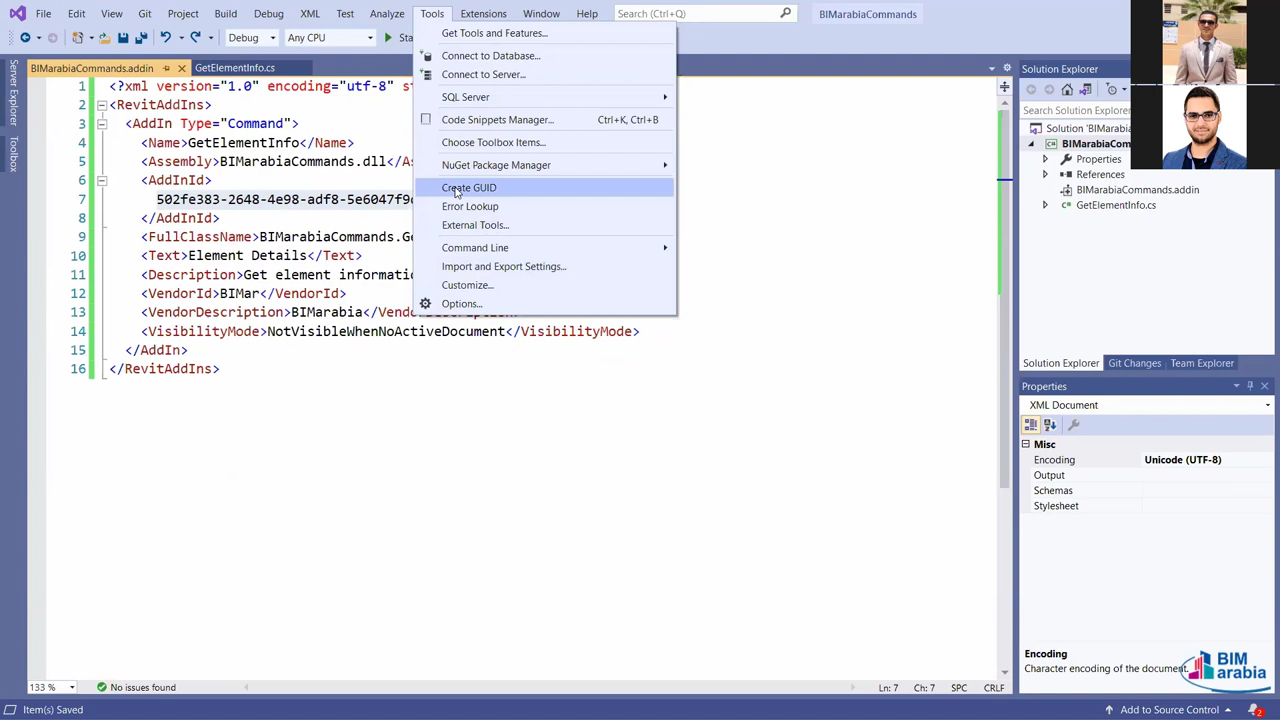 File Edit View Git Project Build Debug XML Test Analyze Tools Extensions Window Help Search (Ctrl+Q) BIMarabiaCommands
Debug Any CPU
Get Tools and Features...
Connect to Database...
Connect to Server...
SQL Server
Code Snippets Manager... Ctrl+K, Ctrl+B
Choose Toolbox Items...
NuGet Package Manager
Create GUID
Error Lookup
External Tools...
Command Line
Import and Export Settings...
Customize...
Options...
Server Explorer
Toolbox
BIMarabiaCommands.addin GetElementInfo.cs
1 <?xml version="1.0" encoding="utf-8"
2 <RevitAddIns>
3 <AddIn Type="Command">
4 <Name>GetElementInfo</Name>
5 <Assembly>BIMarabiaCommands.dll</
6 <AddInId>
7 502fe383-2648-4e98-adf8-5e6047f9
8 </AddInId>
9 <FullClassName>BIMarabiaCommands.
10 <Text>Element Details</Text>
11 <Description>Get element
12 <VendorId>BIMar</VendorId>
13 <VendorDescription>BIMarabia</
14 <VisibilityMode>NotVisibleWhenNoActiveDocument</VisibilityMode>
15 </AddIn>
16 </RevitAddIns>
133 % No issues found Ln: 7 Ch: 7 SPC CRLF
Item(s) Saved
Solution Explorer
Search Solution Explorer
Solution 'BIMarabi
BIMarabiaCom
Properties
References
BIMarabiaCommands.addin
GetElementInfo.cs
Solution Explorer Git Changes Team Explorer
Properties
XML Document
Misc
Encoding Unicode (UTF-8)
Output
Schemas
Stylesheet
Encoding
Character encoding of the document.
BIM
arabia
Add to Source Control 2